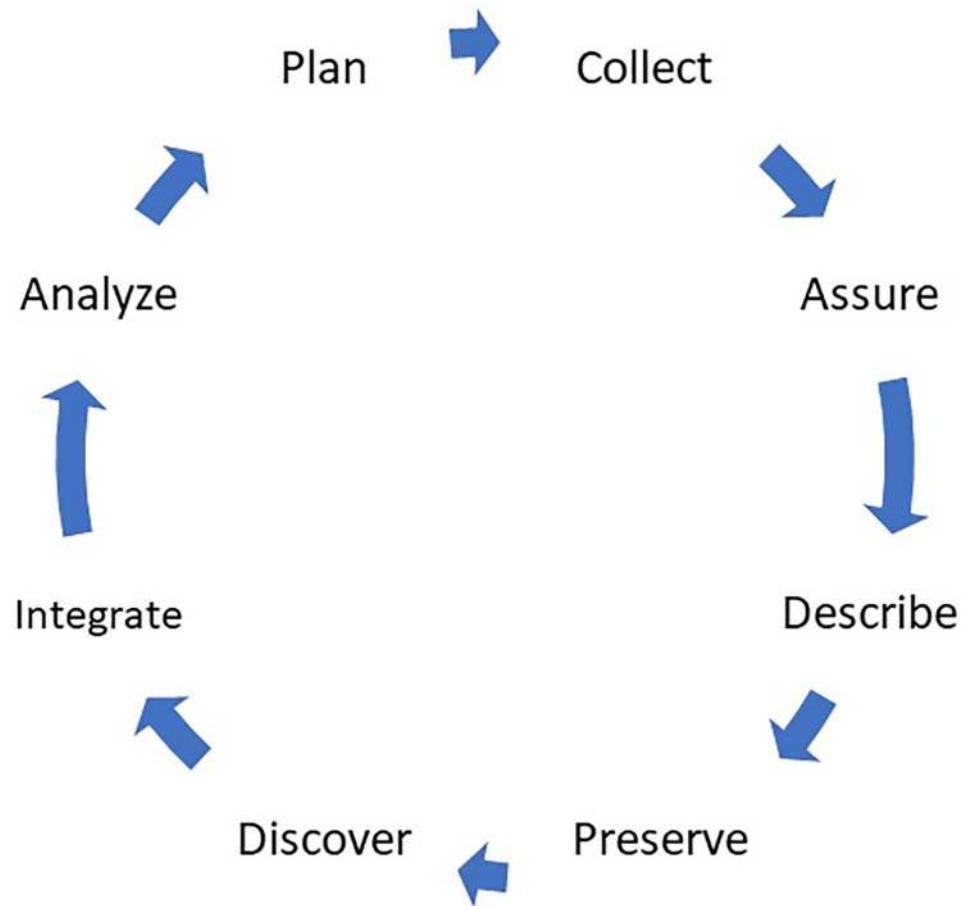 Plan
Collect
Assure
Describe
Preserve
Discover
Integrate
Analyze